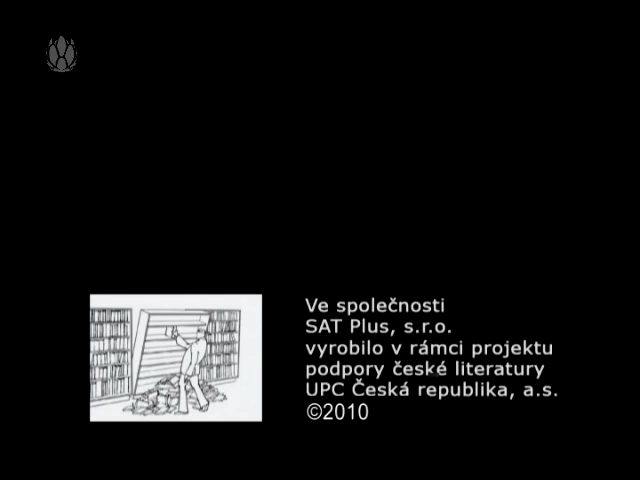 Ve společnosti
SAT Plus, s.r.o.
vyrobilo v rámci projektu
podpory české literatury
UPC Česká republika, a.s.
©2010